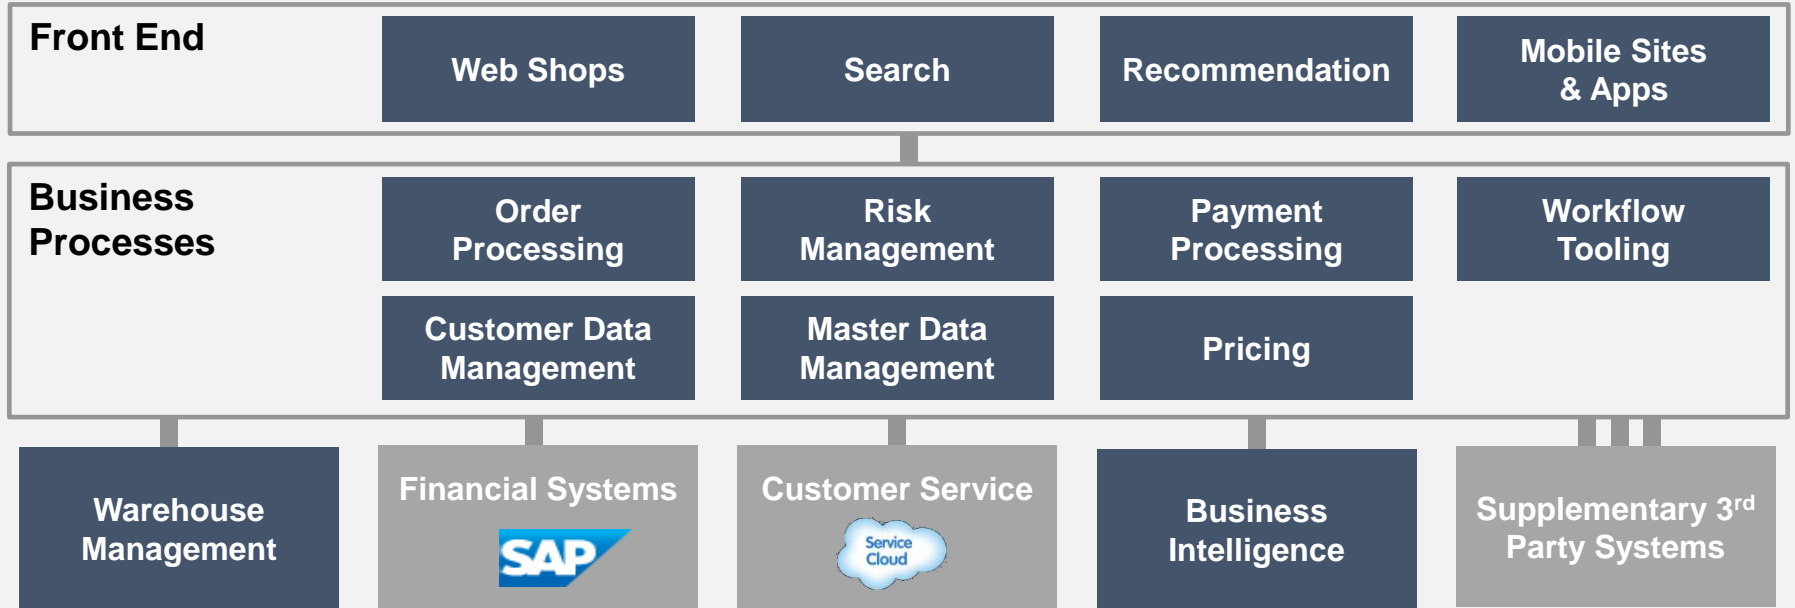 Front End
Web Shops
Search
Recommendation
Mobile Sites
& Apps
Business
Processes
Order
Processing
Risk
Management
Payment
Processing
Workflow
Tooling
Customer Data
Management
Master Data
Management
Pricing
Warehouse
Management
Financial Systems
SAP
Customer Service
Service
Cloud
Business
Intelligence
Supplementary 3rd
Party Systems